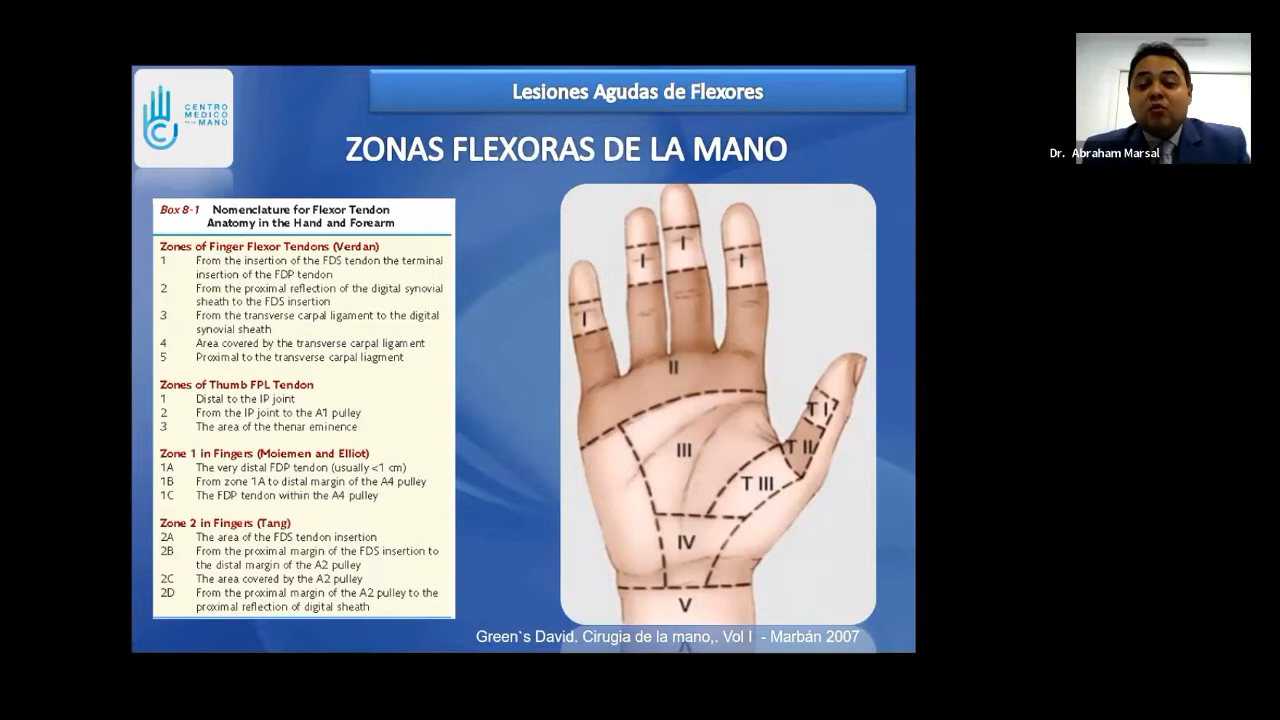 Lesiones Agudas de Flexores
CENTRO
MEDICO
DE LA MANO
ZONAS FLEXORAS DE LA MANO
Dr. Abraham Marsal
Box 8-1 Nomenclature for Flexor Tendon
Anatomy in the Hand and Forearm
Zones of Finger Flexor Tendons (Verdan)
1 From the insertion of the FDS tendon the terminal
insertion of the FDP tendon
2 From the proximal reflection of the digital synovial
sheath to the FDS insertion
3 From the transverse carpal ligament to the digital
synovial sheath
4 Area covered by the transverse carpal ligament
5 Proximal to the transverse carpal liagment
Zones of Thumb FPL Tendon
1 Distal to the IP joint
2 From the IP joint to the A1 pulley
3 The area of the thenar eminence
Zone 1 in Fingers (Moiemen and Elliot)
1A The very distal FDP tendon (usually <1 cm)
1B From zone 1A to distal margin of the A4 pulley
1C The FDP tendon within the A4 pulley
Zone 2 in Fingers (Tang)
2A The area of the FDS tendon insertion
2B From the proximal margin of the FDS insertion to
the distal margin of the A2 pulley
2C The area covered by the A2 pulley
2D From the proximal margin of the A2 pulley to the
proximal reflection of digital sheath
I
I
I
I
II
T I
T II
III
T III
IV
V
Green`s David. Cirugia de la mano,. Vol I - Marbán 2007